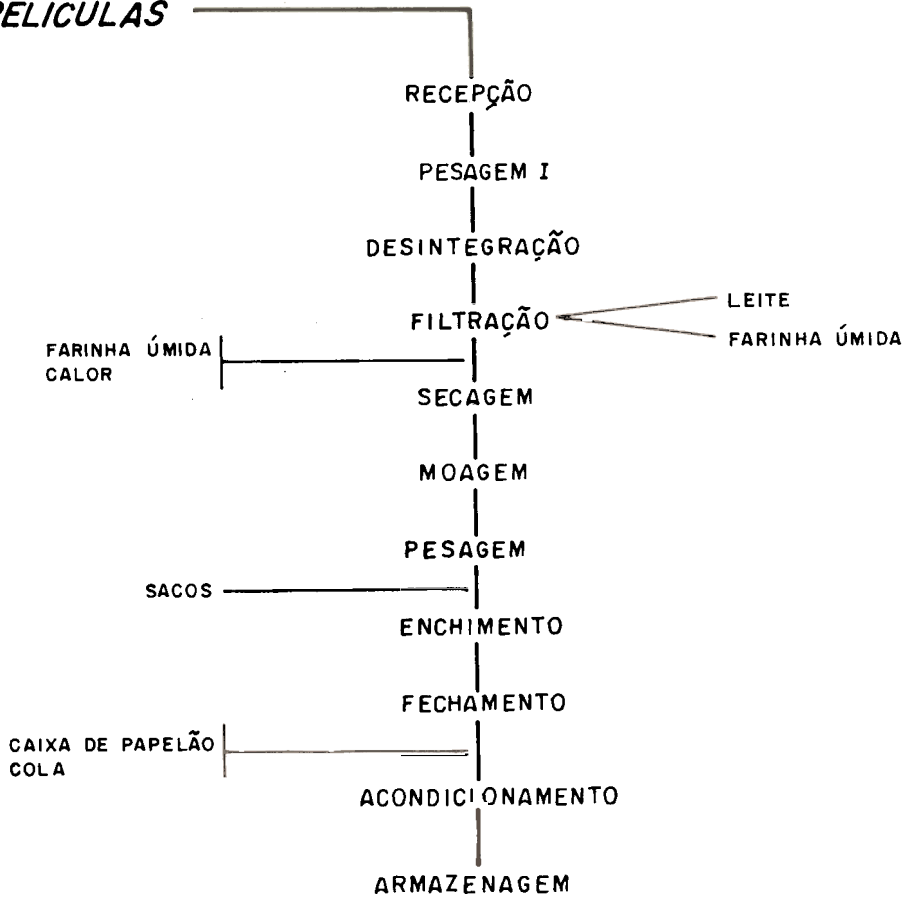 PELICULAS
RECEPÇÃO
PESAGEM I
DESINTEGRAÇÃO
FILTRAÇÃO
LEITE
FARINHA ÚMIDA
FARINHA ÚMIDA
CALOR
SECAGEM
MOAGEM
PESAGEM
SACOS
ENCHIMENTO
FECHAMENTO
CAIXA DE PAPELÃO
COLA
ACONDICIONAMENTO
ARMAZENAGEM